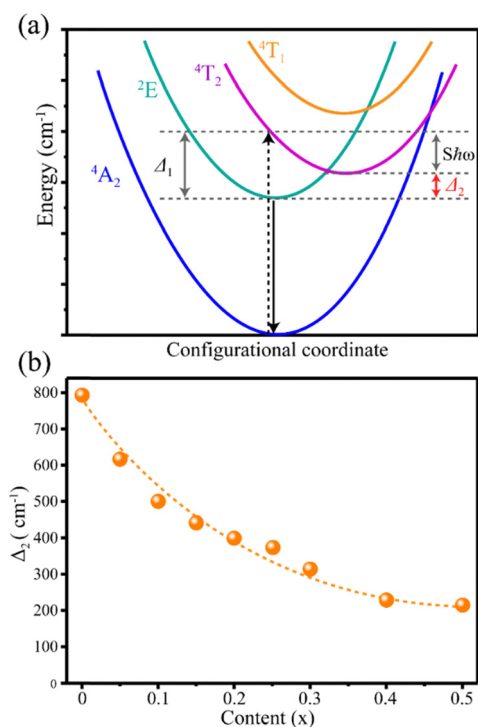 (a)
⁴T₁
²E
⁴T₂
⁴A₂
Δ₁
Sħω
Δ₂
Energy (cm⁻¹)
Configurational coordinate
(b)
800
700
600
500
400
300
200
100
0
Δ₂ (cm⁻¹)
0 0.1 0.2 0.3 0.4 0.5
Content (x)